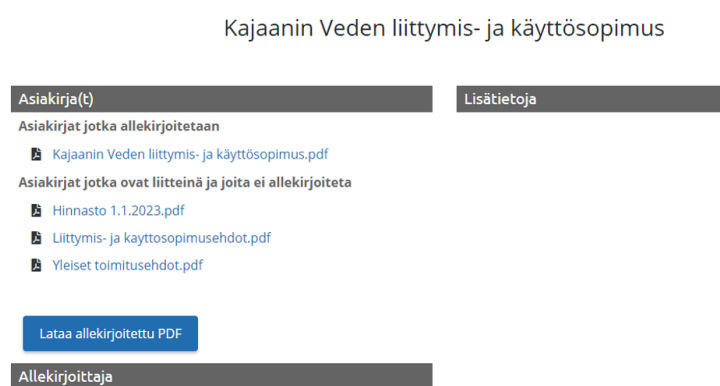 Kajaanin Veden liittymis- ja käyttösopimus
Asiakirja(t)
Lisätietoja
Asiakirjat jotka allekirjoitetaan
Kajaanin Veden liittymis- ja käyttösopimus.pdf
Asiakirjat jotka ovat liitteinä ja joita ei allekirjoiteta
Hinnasto 1.1.2023.pdf
Liittymis- ja kayttosopimusehdot.pdf
Yleiset toimitusehdot.pdf
Lataa allekirjoitettu PDF
Allekirjoittaja